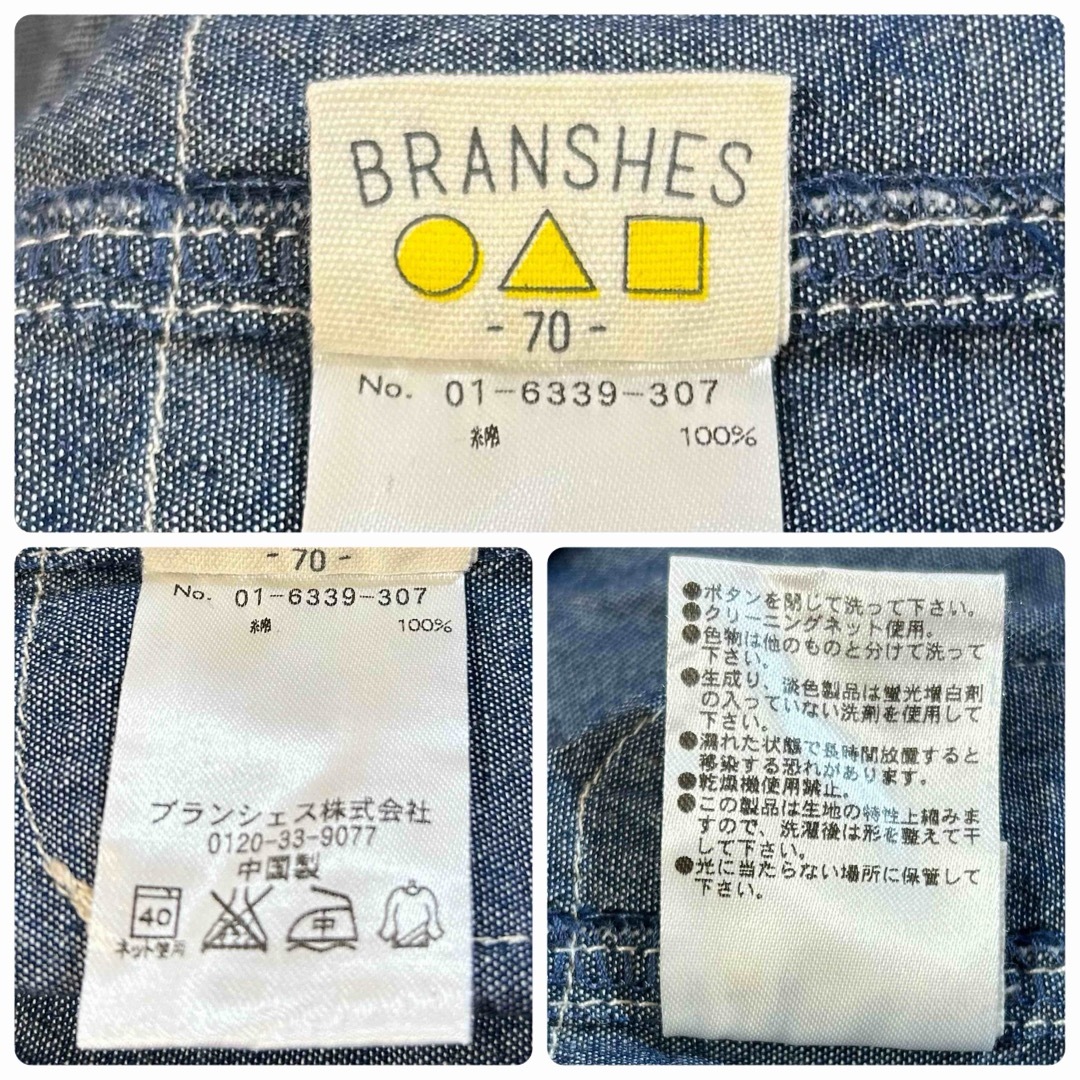 BRANSHES
- 70 -
No. 01-6339-307
綿 100%
- 70 -
No. 01-6339-307
綿 100%
ブランシェス株式会社
0120-33-9077
中国製
40 中
ネット使用
●ボタンを閉じて洗って下さい。
●クリーニングネット使用。
●色物は他のものと分けて洗って
下さい。
●生成り、淡色製品は蛍光増白剤
の入っていない洗剤を使用して
下さい。
●濡れた状態で長時間放置すると
移染する恐れがあります。
●乾燥機使用禁止。
●この製品は生地の特性上縮みま
すので、洗濯後は形を整えて干
して下さい。
●光に当たらない場所に保管して
下さい。